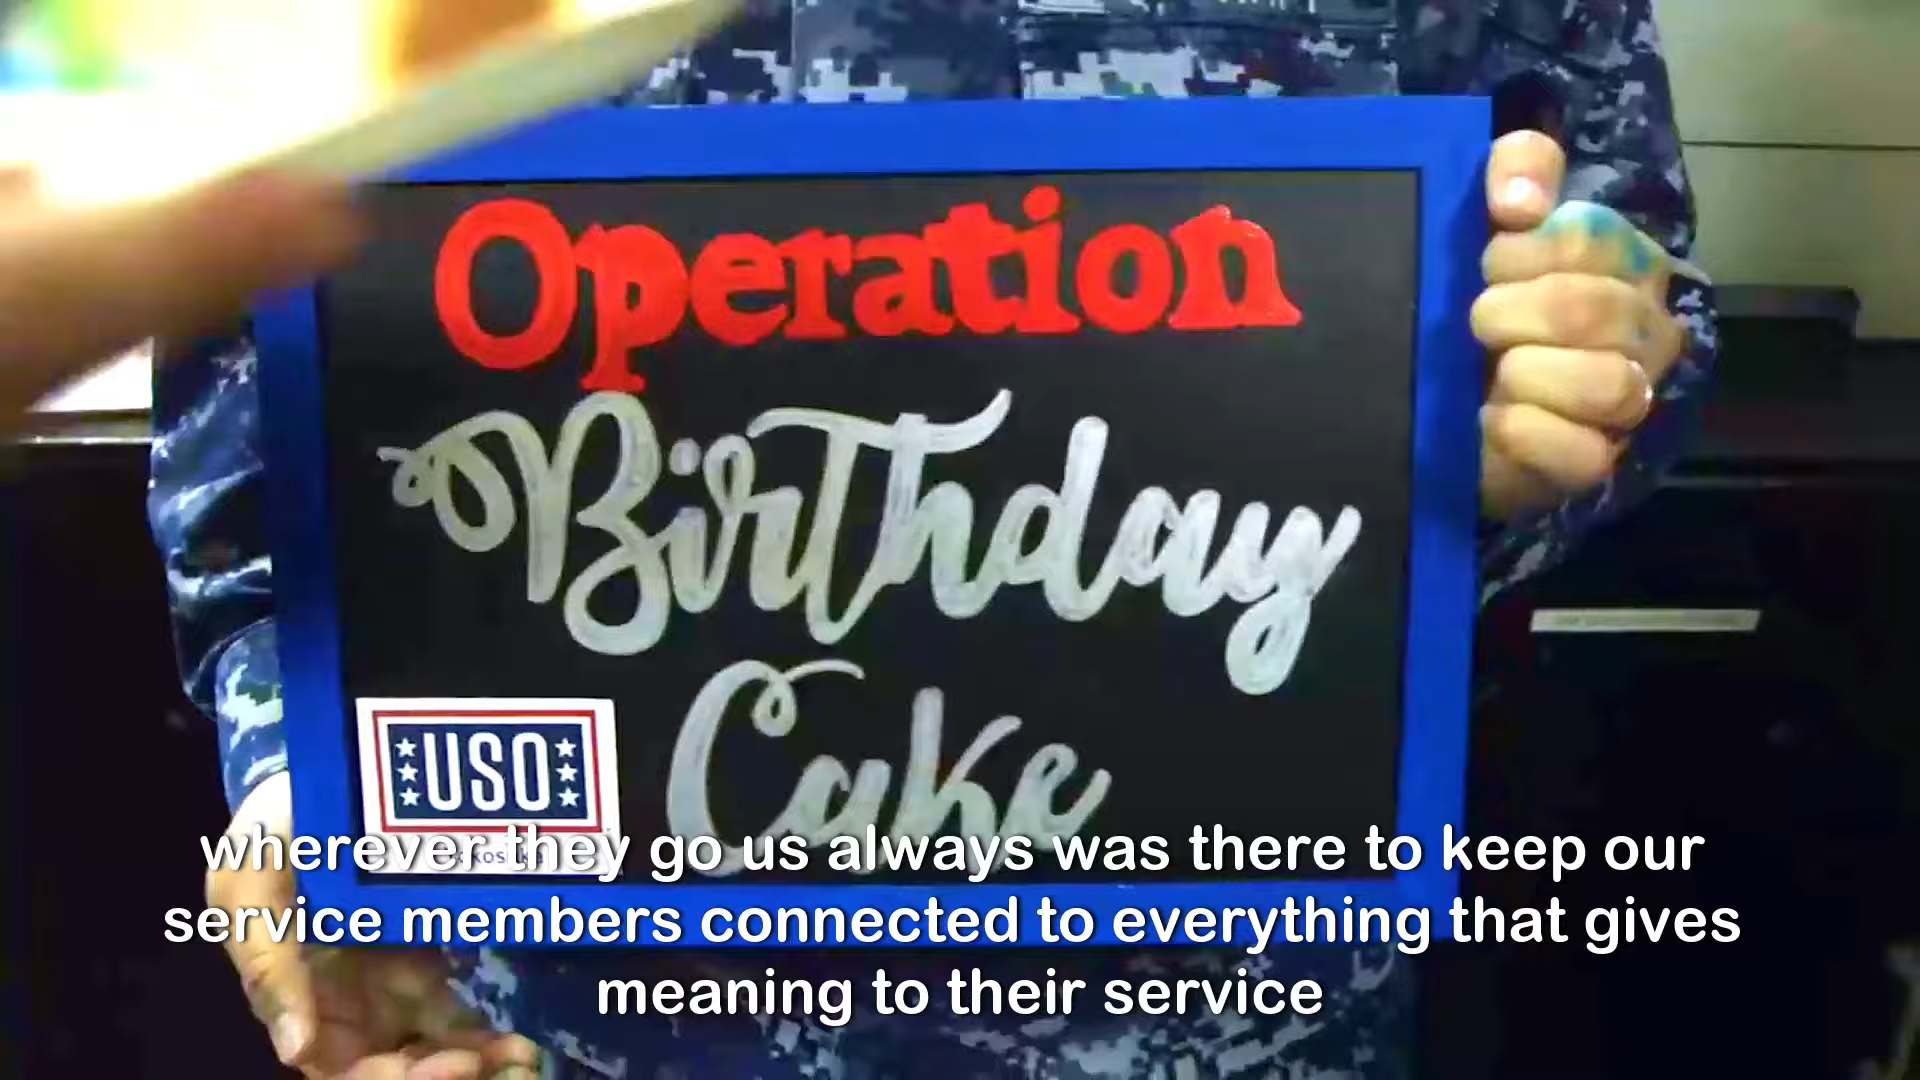 Operation
Birthday
Cake
USO
wherever they go us always was there to keep our
service members connected to everything that gives
meaning to their service